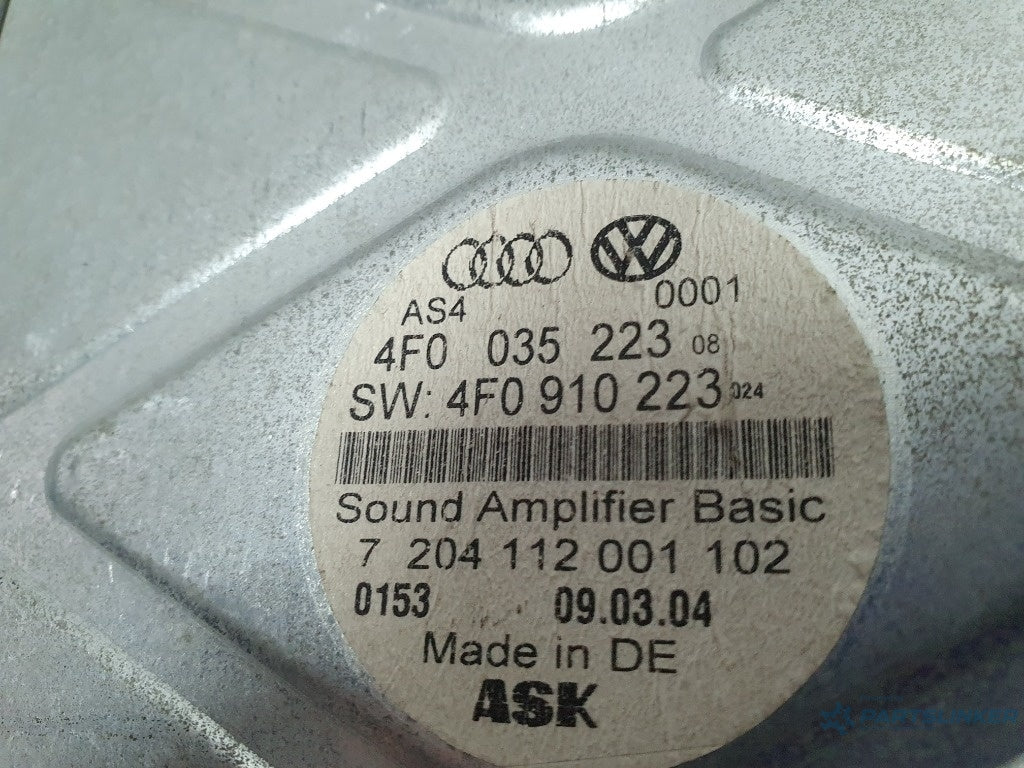 AS4 0001
4F0 035 223 08
SW: 4F0 910 223 024
Sound Amplifier Basic
7 204 112 001 102
0153 09.03.04
Made in DE
ASK